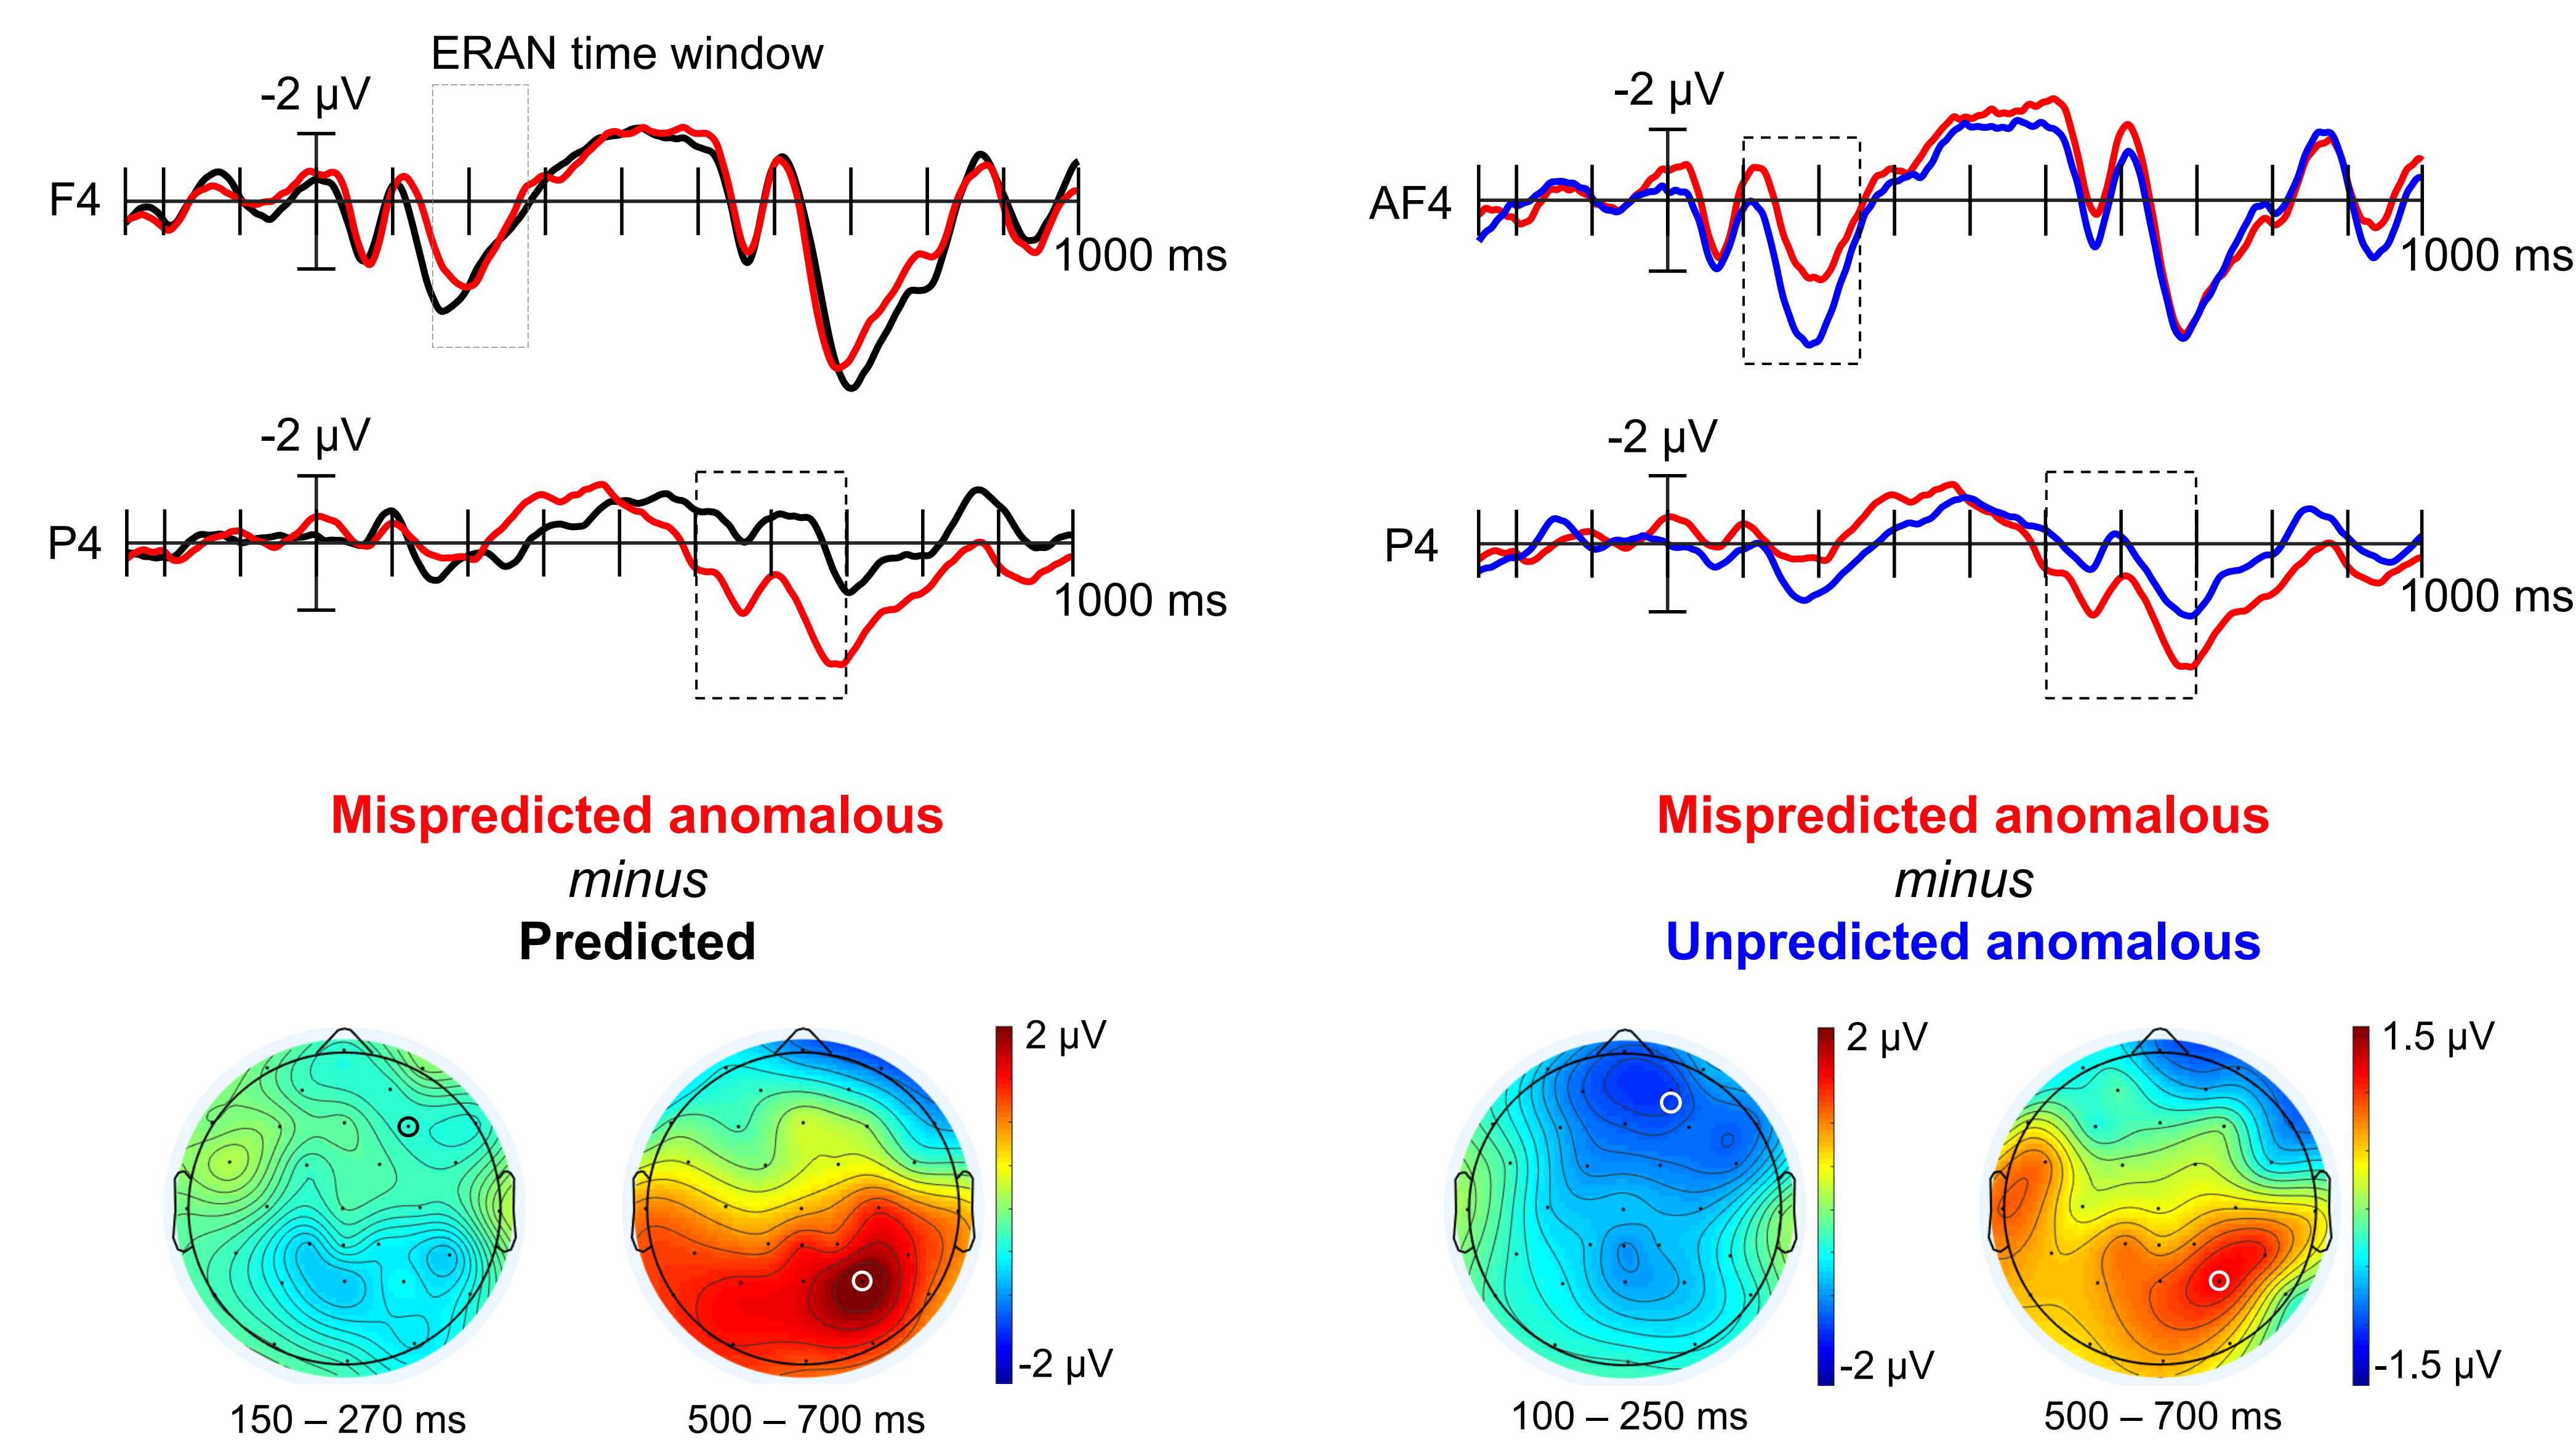 ERAN time window
-2 µV
F4
1000 ms
-2 µV
P4
1000 ms
-2 µV
AF4
1000 ms
-2 µV
P4
1000 ms
Mispredicted anomalous
minus
Predicted
Mispredicted anomalous
minus
Unpredicted anomalous
2 µV
-2 µV
150 – 270 ms
500 – 700 ms
2 µV
-2 µV
1.5 µV
-1.5 µV
100 – 250 ms
500 – 700 ms